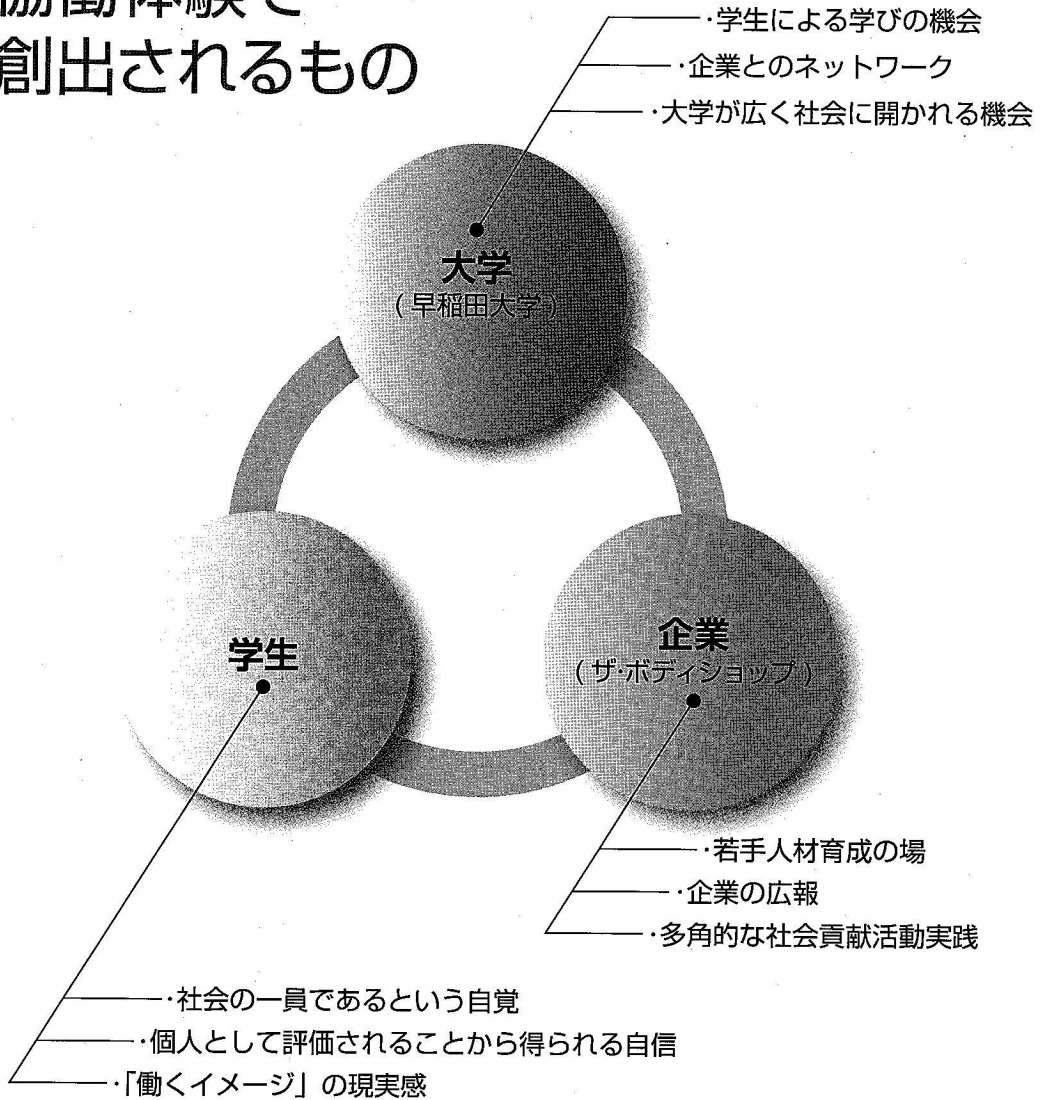 協働体験で
創出されるもの
・学生による学びの機会
・企業とのネットワーク
・大学が広く社会に開かれる機会
大学
(早稲田大学)
学生
企業
(ザ・ボディショップ)
・若手人材育成の場
・企業の広報
・多角的な社会貢献活動実践
・社会の一員であるという自覚
・個人として評価されることから得られる自信
・「働くイメージ」の現実感